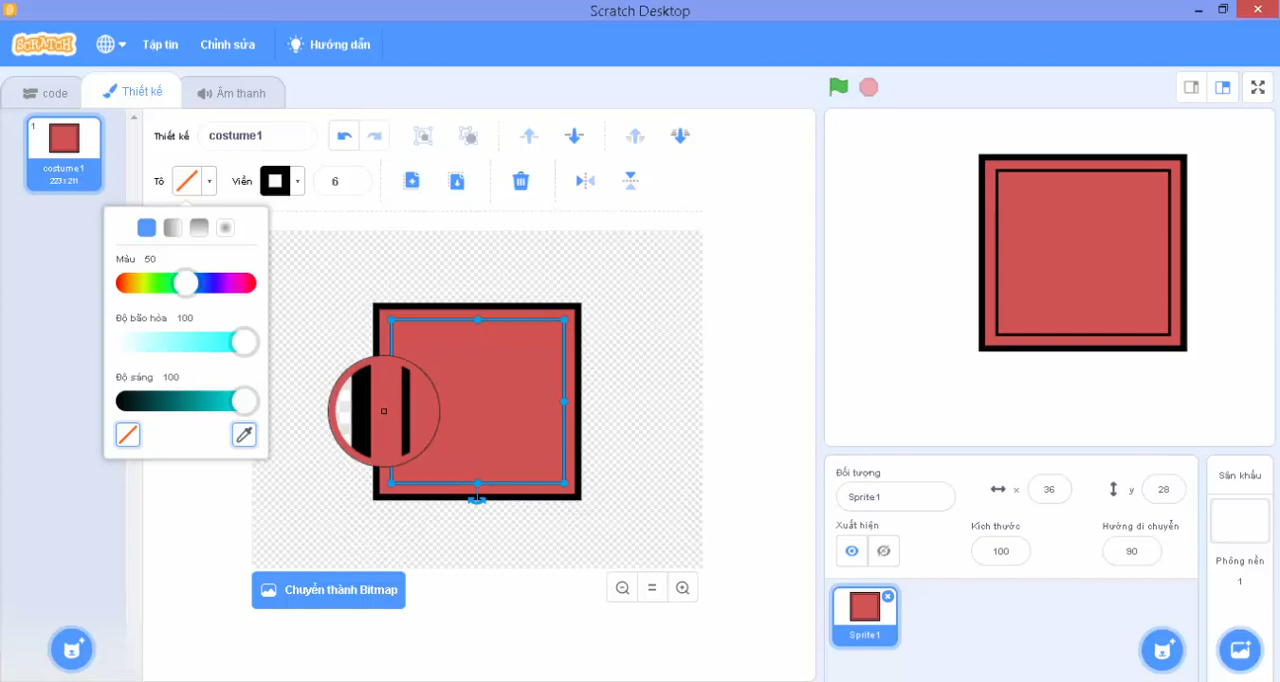 Scratch Desktop
SCRATCH
Tập tin
Chỉnh sửa
Hướng dẫn
code
Thiết kế
Âm thanh
1
costume1
223 x 211
Thiết kế
costume1
Tô
Viền
6
Màu 50
Độ bão hòa 100
Độ sáng 100
Chuyển thành Bitmap
Đối tượng
Sprite1
x
36
y
28
Xuất hiện
Kích thước
100
Hướng di chuyển
90
Sprite1
Sân khấu
Phông nền
1